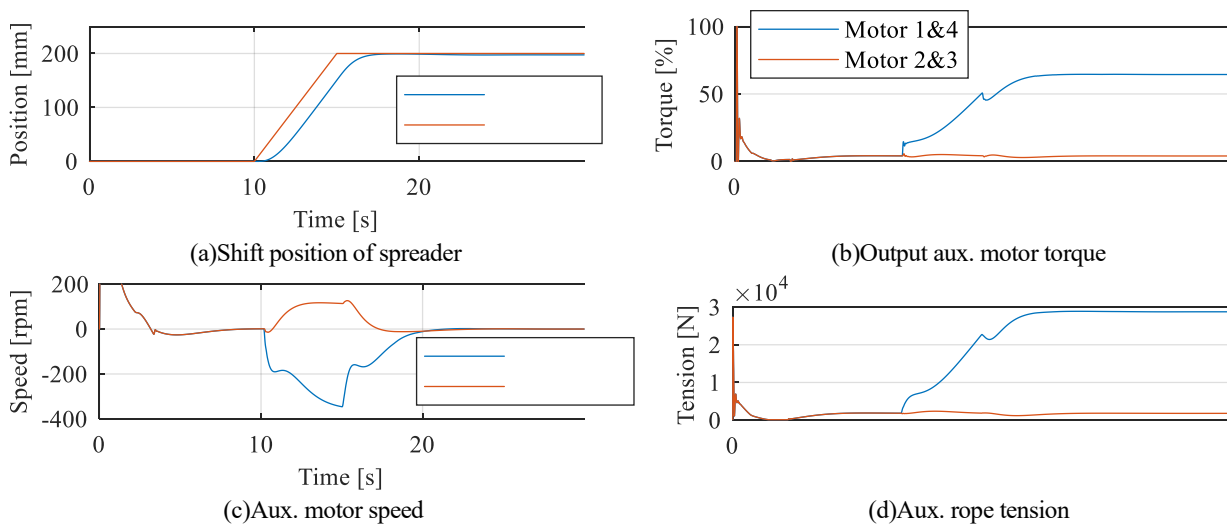 200
100
0
Position [mm]
0
10
20
Time [s]
(a)Shift position of spreader
100
50
0
Torque [%]
Motor 1&4
Motor 2&3
0
(b)Output aux. motor torque
200
0
-200
-400
Speed [rpm]
0
10
20
Time [s]
(c)Aux. motor speed
×10⁴
3
2
1
0
Tension [N]
0
(d)Aux. rope tension